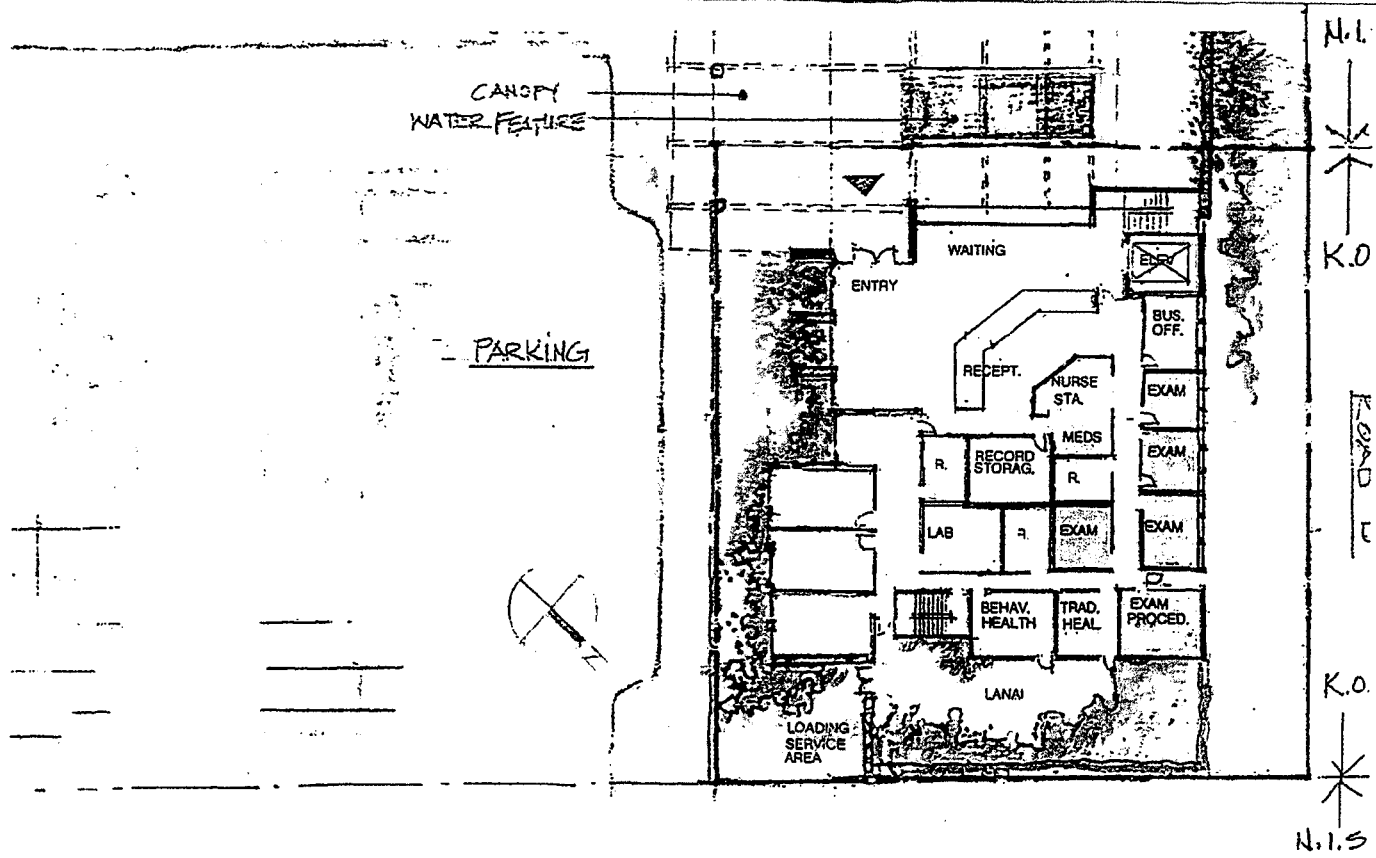 N.I.
CANOPY
WATER FEATURE
K.O
WAITING
ELEV
ENTRY
BUS.
OFF.
PARKING
RECEPT.
NURSE
STA.
EXAM
MEDS
EXAM
R.
RECORD
STORAG.
R.
LAB
R.
EXAM
EXAM
BEHAV.
HEALTH
TRAD.
HEAL
EXAM
PROCED.
N
LANAI
K.O.
LOADING
SERVICE
AREA
N.I.S